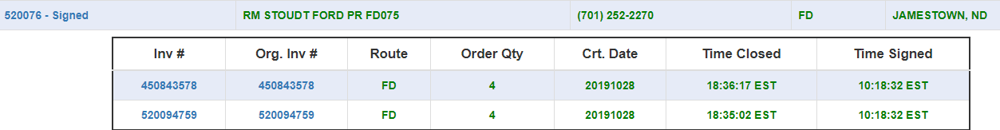 520076 - Signed RM STOUDT FORD PR FD075 (701) 252-2270 FD JAMESTOWN, ND
Inv # Org. Inv # Route Order Qty Crt. Date Time Closed Time Signed
450843578 450843578 FD 4 20191028 18:36:17 EST 10:18:32 EST
520094759 520094759 FD 4 20191028 18:35:02 EST 10:18:32 EST